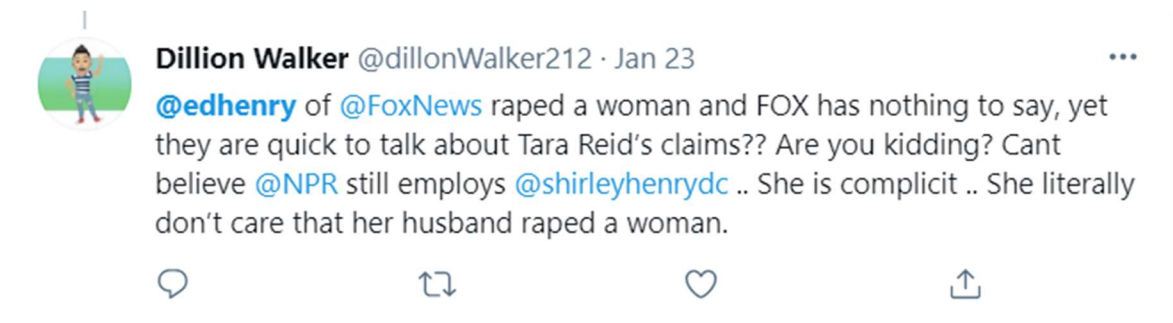 Dillion Walker @dillonWalker212 · Jan 23
@edhenry of @FoxNews raped a woman and FOX has nothing to say, yet
they are quick to talk about Tara Reid’s claims?? Are you kidding? Cant
believe @NPR still employs @shirleyhenrydc .. She is complicit .. She literally
don’t care that her husband raped a woman.